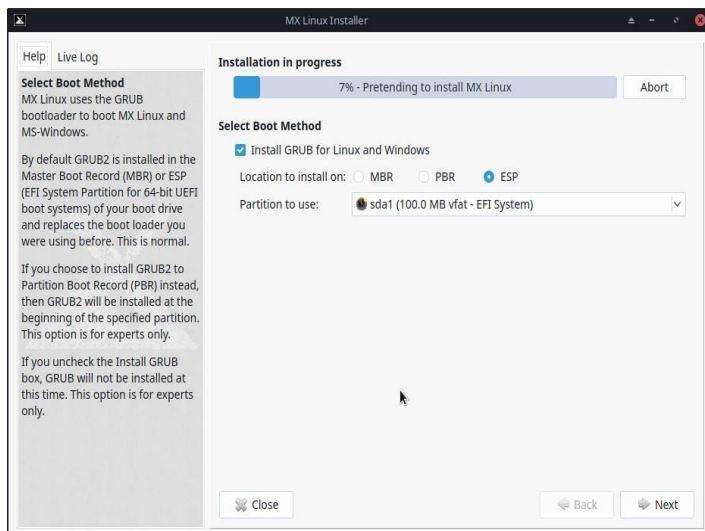 MX Linux Installer
Help
Live Log
Select Boot Method
MX Linux uses the GRUB
bootloader to boot MX Linux and
MS-Windows.
By default GRUB2 is installed in the
Master Boot Record (MBR) or ESP
(EFI System Partition for 64-bit UEFI
boot systems) of your boot drive
and replaces the boot loader you
were using before. This is normal.
If you choose to install GRUB2 to
Partition Boot Record (PBR) instead,
then GRUB2 will be installed at the
beginning of the specified partition.
This option is for experts only.
If you uncheck the Install GRUB
box, GRUB will not be installed at
this time. This option is for experts
only.
Installation in progress
7% - Pretending to install MX Linux
Abort
Select Boot Method
Install GRUB for Linux and Windows
Location to install on: MBR PBR ESP
Partition to use: sda1 (100.0 MB vfat - EFI System)
Close
Back
Next